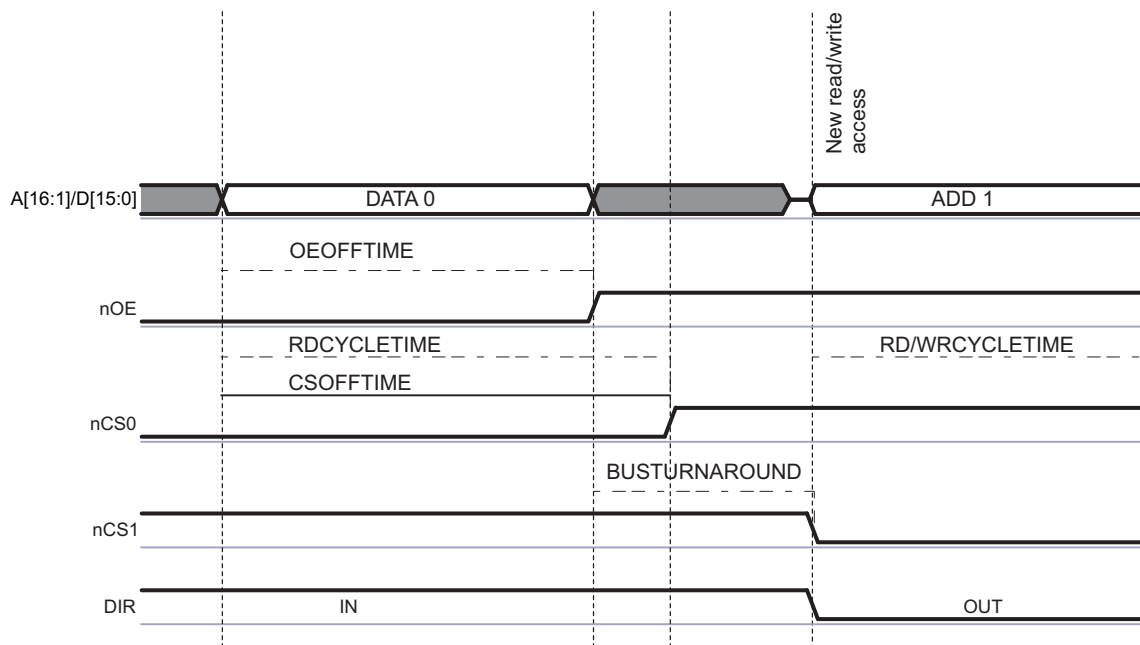 New read/write
access
A[16:1]/D[15:0]
DATA 0
ADD 1
OEOFFTIME
nOE
RDCYCLETIME
RD/WRCYCLETIME
CSOFFTIME
nCS0
BUSTURNAROUND
nCS1
DIR
IN
OUT